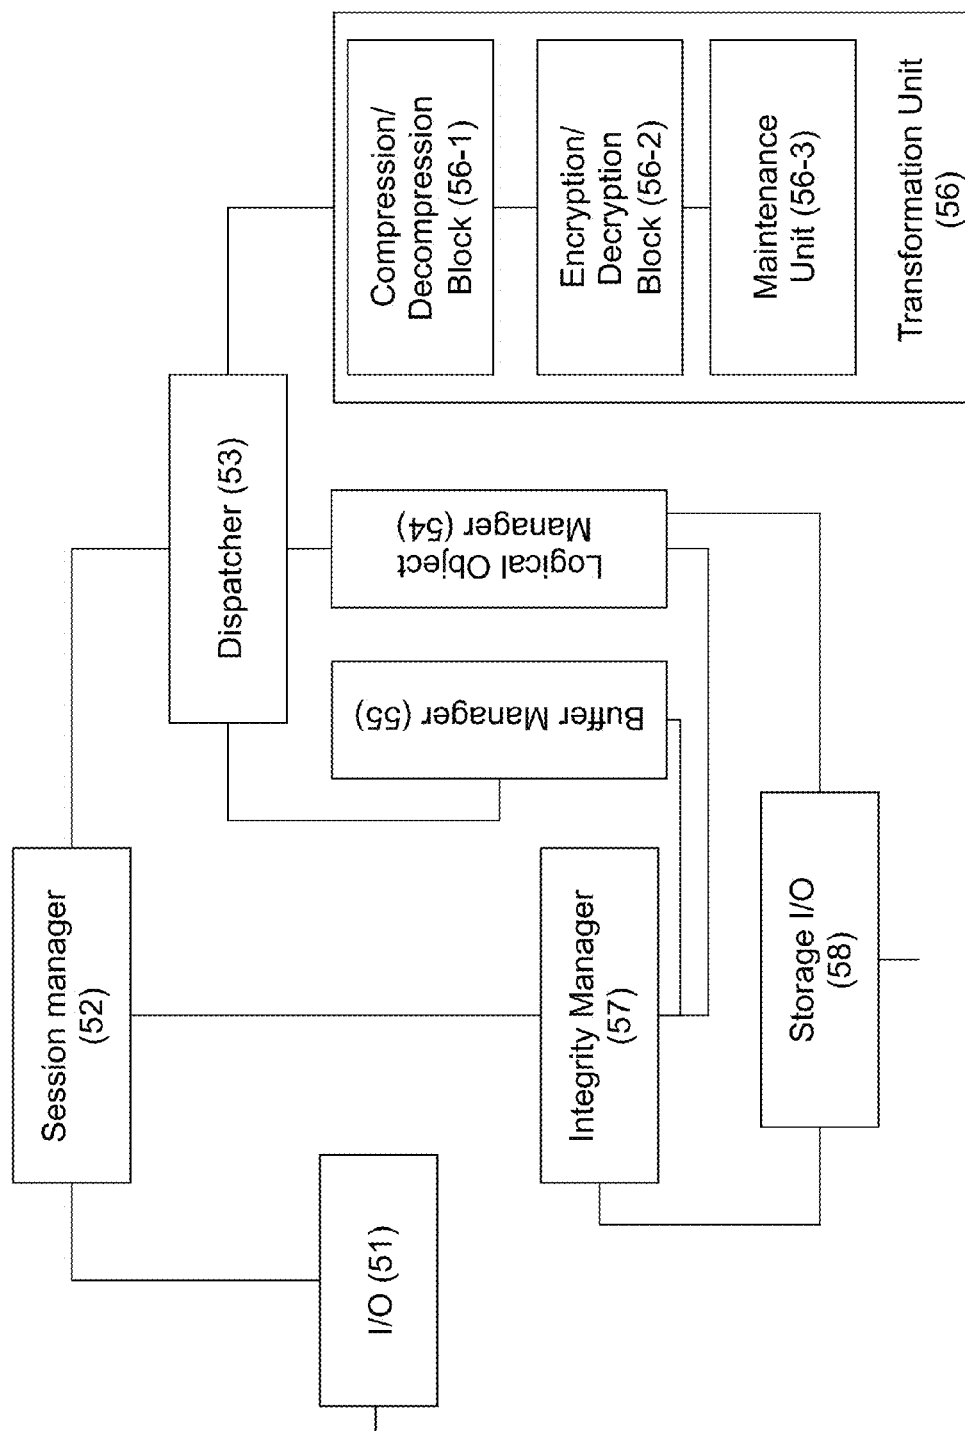 Session manager
(52)
I/O (51)
Dispatcher (53)
Integrity Manager
(57)
Buffer Manager (55)
Logical Object
Manager (54)
Storage I/O
(58)
Compression/
Decompression
Block (56-1)
Encryption/
Decryption
Block (56-2)
Maintenance
Unit (56-3)
Transformation Unit
(56)